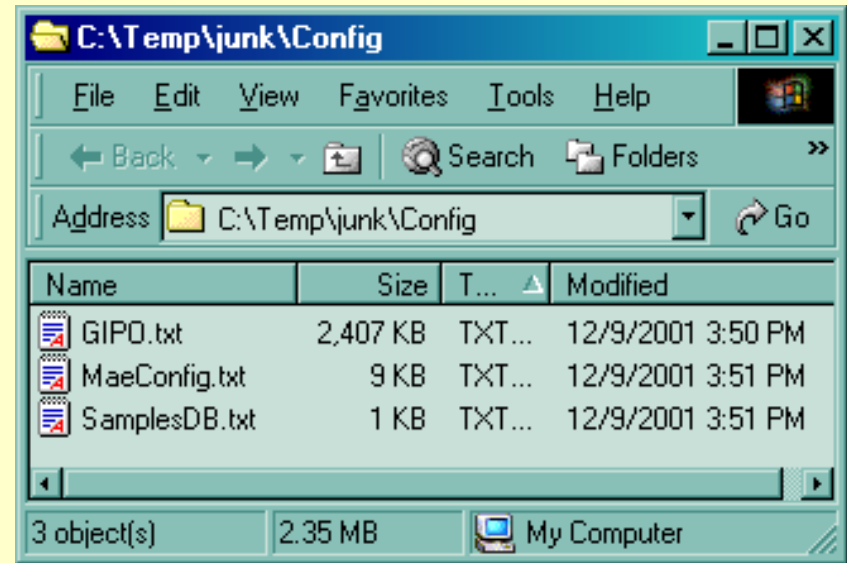 C:\Temp\junk\Config
File Edit View Favorites Tools Help
Back Search Folders »
Address C:\Temp\junk\Config Go
Name Size T... Modified
GIPO.txt 2,407 KB TXT... 12/9/2001 3:50 PM
MaeConfig.txt 9 KB TXT... 12/9/2001 3:51 PM
SamplesDB.txt 1 KB TXT... 12/9/2001 3:51 PM
3 object(s) 2.35 MB My Computer